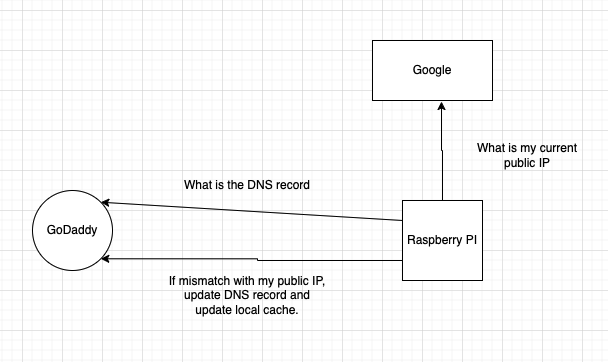 Google
What is my current
public IP
What is the DNS record
GoDaddy
Raspberry PI
If mismatch with my public IP,
update DNS record and
update local cache.